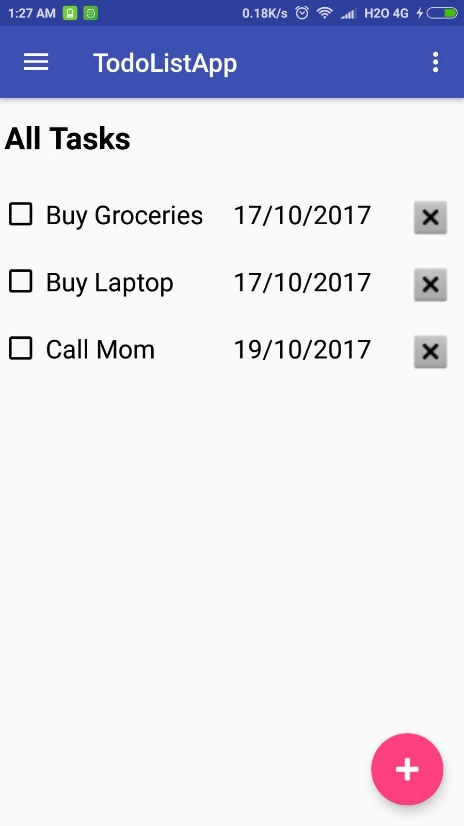 1:27 AM 0.18K/s H2O 4G
TodoListApp
All Tasks
Buy Groceries 17/10/2017
Buy Laptop 17/10/2017
Call Mom 19/10/2017